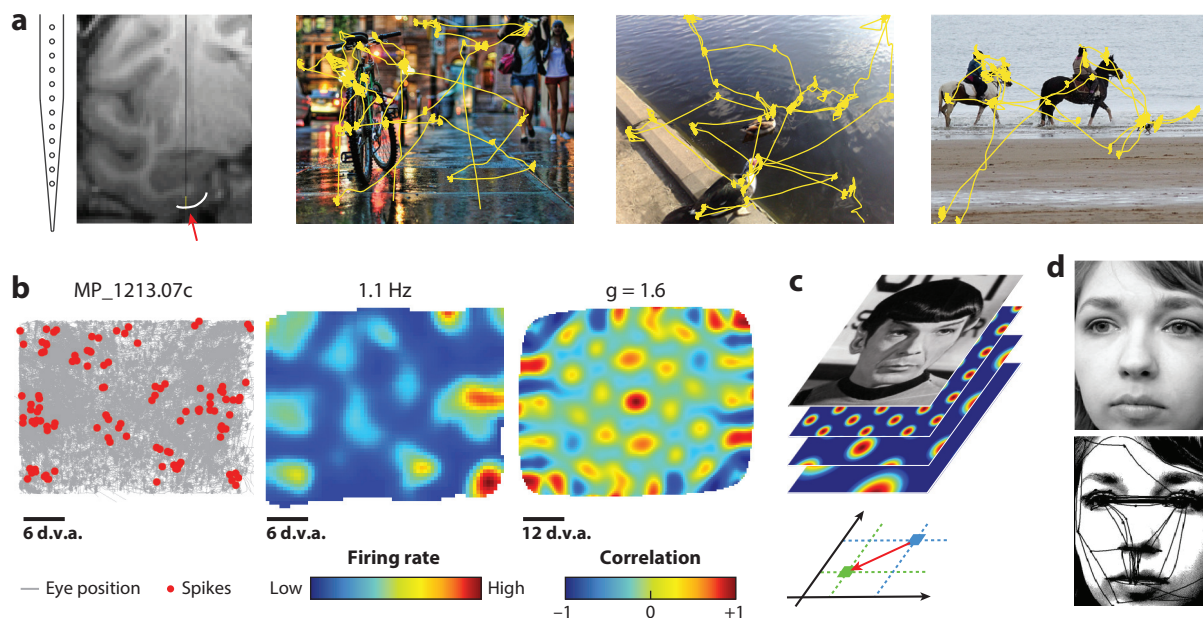 a
b
MP_1213.07c
1.1 Hz
g = 1.6
6 d.v.a.
6 d.v.a.
12 d.v.a.
Eye position
Spikes
Firing rate
Low
High
Correlation
–1
0
+1
c
d